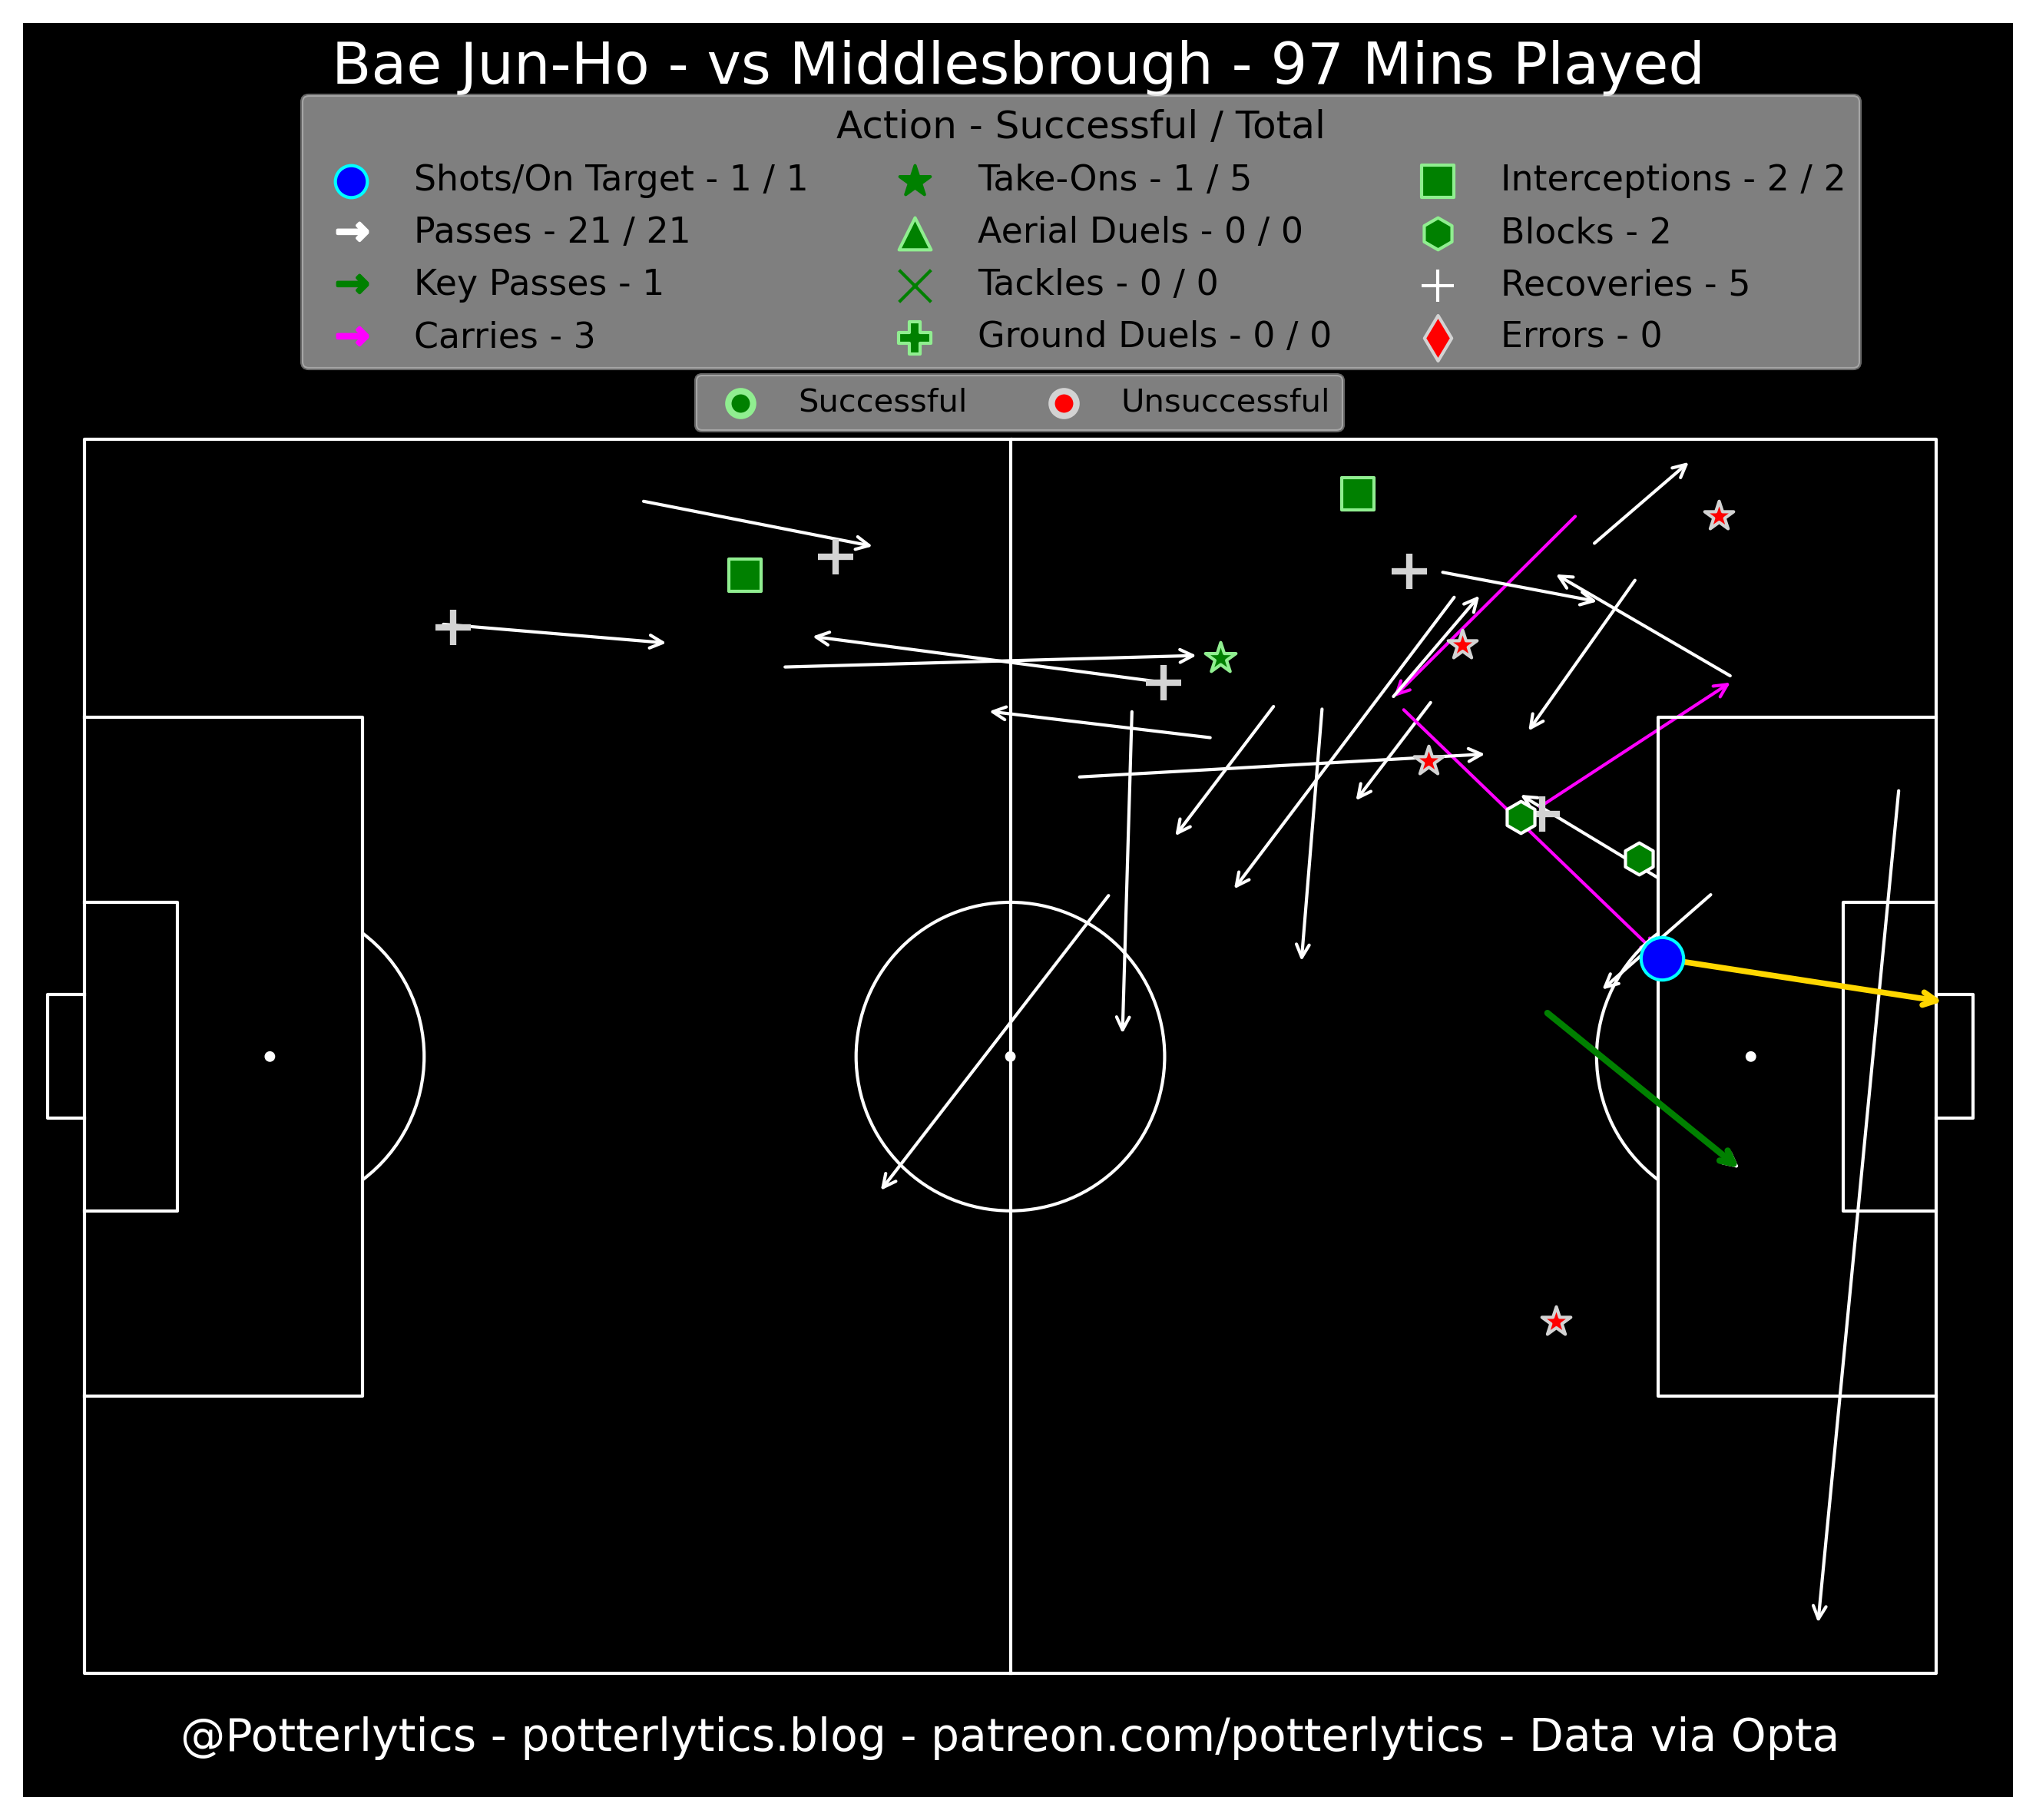 Bae Jun-Ho - vs Middlesbrough - 97 Mins Played
Action - Successful / Total
Shots/On Target - 1 / 1
Passes - 21 / 21
Key Passes - 1
Carries - 3
Take-Ons - 1 / 5
Aerial Duels - 0 / 0
Tackles - 0 / 0
Ground Duels - 0 / 0
Interceptions - 2 / 2
Blocks - 2
Recoveries - 5
Errors - 0
Successful
Unsuccessful
@Potterlytics - potterlytics.blog - patreon.com/potterlytics - Data via Opta